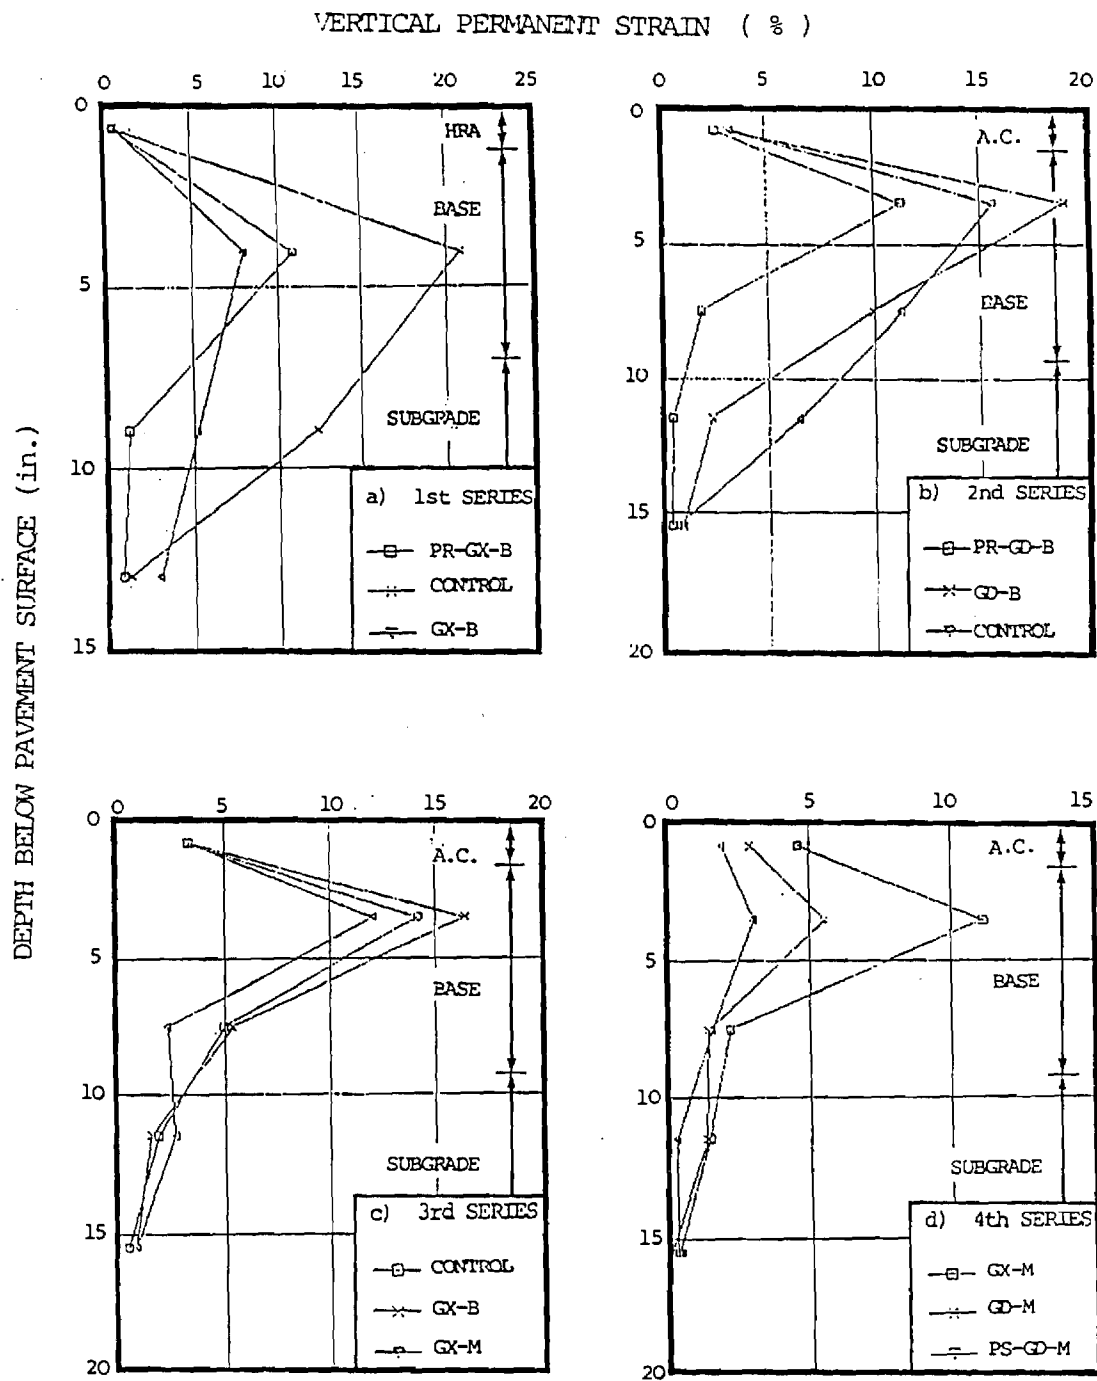 VERTICAL PERMANENT STRAIN ( % )
DEPTH BELOW PAVEMENT SURFACE (in.)
0 5 10 15 20 25
0
5
10
15
HRA
BASE
SUBGRADE
a) 1st SERIES
PR-GX-B
CONTROL
GX-B
0 5 10 15 20
0
5
10
15
20
A.C.
BASE
SUBGRADE
b) 2nd SERIES
PR-GD-B
GD-B
CONTROL
0 5 10 15 20
0
5
10
15
20
A.C.
BASE
SUBGRADE
c) 3rd SERIES
CONTROL
GX-B
GX-M
0 5 10 15
0
5
10
15
20
A.C.
BASE
SUBGRADE
d) 4th SERIES
GX-M
GD-M
PS-GD-M